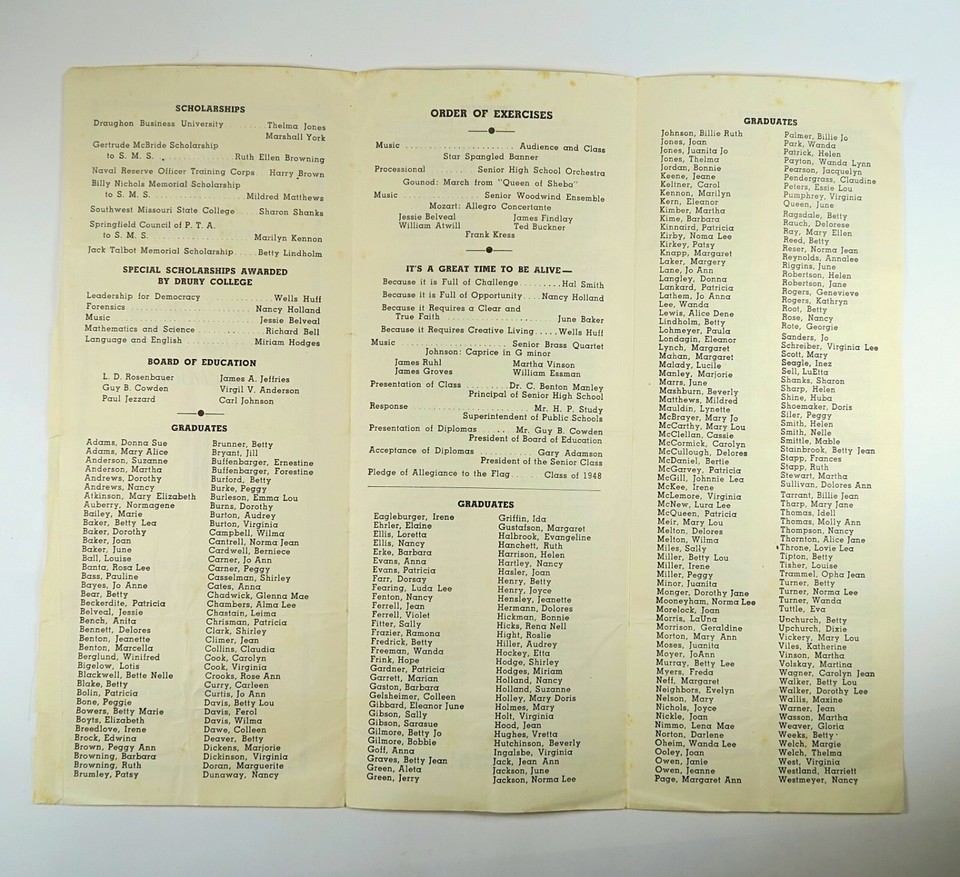 SCHOLARSHIPS
Draughon Business University ........ Thelma Jones
Marshall York
Gertrude McBride Scholarship
to S. M. S. ................ Ruth Ellen Browning
Naval Reserve Officer Training Corps Harry Brown
Billy Nichols Memorial Scholarship
to S. M. S. ................ Mildred Matthews
Southwest Missouri State College ..... Sharon Shanks
Springfield Council of P. T. A.
to S. M. S. ................ Marilyn Kennon
Jack Talbot Memorial Scholarship ..... Betty Lindholm
SPECIAL SCHOLARSHIPS AWARDED
BY DRURY COLLEGE
Leadership for Democracy ............ Wells Huff
Forensics ................ Nancy Holland
Music ................ Jessie Belveal
Mathematics and Science ............ Richard Bell
Language and English ............ Miriam Hodges
BOARD OF EDUCATION
L. D. Rosenbauer
Guy B. Cowden
Paul Jezzard
James A. Jeffries
Virgil V. Anderson
Carl Johnson
GRADUATES
Adams, Donna Sue
Adams, Mary Alice
Anderson, Suzanne
Anderson, Martha
Andrews, Dorothy
Andrews, Nancy
Atkinson, Mary Elizabeth
Auberry, Normagene
Bailey, Marie
Baker, Betty Lea
Baker, Dorothy
Baker, Joan
Baker, June
Ball, Louise
Banta, Rosa Lee
Bass, Pauline
Bayes, Jo Anne
Bear, Betty
Beckerdite, Patricia
Belveal, Jessie
Bench, Anita
Bennett, Delores
Benton, Jeanette
Benton, Marcella
Berglund, Winifred
Bigelow, Lotis
Blackwell, Bette Nelle
Blake, Betty
Bolin, Patricia
Bone, Peggie
Bowers, Betty Marie
Boyts, Elizabeth
Breedlove, Irene
Brock, Edwina
Brown, Peggy Ann
Browning, Barbara
Browning, Ruth
Brumley, Patsy
Brunner, Betty
Bryant, Jill
Buffenbarger, Ernestine
Buffenbarger, Forestine
Burford, Betty
Burke, Peggy
Burleson, Emma Lou
Burns, Dorothy
Burton, Audrey
Burton, Virginia
Campbell, Wilma
Cantrell, Norma Jean
Cardwell, Berniece
Carner, Jo Ann
Carner, Peggy
Casselman, Shirley
Cates, Anna
Chadwick, Glenna Mae
Chambers, Alma Lee
Chastain, Leima
Chrisman, Patricia
Clark, Shirley
Climer, Jean
Collins, Claudia
Cook, Carolyn
Cook, Virginia
Crooks, Rose Ann
Curry, Carleen
Curtis, Jo Ann
Davis, Betty Lou
Davis, Ferol
Davis, Wilma
Dawe, Colleen
Deaver, Betty
Dickens, Marjorie
Dickinson, Virginia
Doran, Marguerite
Dunaway, Nancy
ORDER OF EXERCISES
Music ........................ Audience and Class
Star Spangled Banner
Processional ............ Senior High School Orchestra
Gounod: March from "Queen of Sheba"
Music ................ Senior Woodwind Ensemble
Mozart: Allegro Concertante
Jessie Belveal James Findlay
William Atwill Ted Buckner
Frank Kress
IT'S A GREAT TIME TO BE ALIVE—
Because it is Full of Challenge ......... Hal Smith
Because it is Full of Opportunity .... Nancy Holland
Because it Requires a Clear and
True Faith ................ June Baker
Because it Requires Creative Living ..... Wells Huff
Music ................ Senior Brass Quartet
Johnson: Caprice in G minor
James Ruhl Martha Vinson
James Groves William Essman
Presentation of Class ......... Dr. C. Benton Manley
Principal of Senior High School
Response ................ Mr. H. P. Study
Superintendent of Public Schools
Presentation of Diplomas ...... Mr. Guy B. Cowden
President of Board of Education
Acceptance of Diplomas ............ Gary Adamson
President of the Senior Class
Pledge of Allegiance to the Flag ....... Class of 1948
GRADUATES
Eagleburger, Irene
Ehrler, Elaine
Ellis, Loretta
Ellis, Nancy
Erke, Barbara
Evans, Anna
Evans, Patricia
Farr, Dorsay
Fearing, Luda Lee
Fenton, Nancy
Ferrell, Jean
Ferrell, Violet
Fitter, Sally
Frazier, Ramona
Fredrick, Betty
Freeman, Wanda
Frink, Hope
Gardner, Patricia
Garrett, Marian
Gaston, Barbara
Gelsheimer, Colleen
Gibbard, Eleanor June
Gibson, Sally
Gibson, Sarasue
Gilmore, Betty Jo
Gilmore, Bobbie
Goff, Anna
Graves, Betty Jean
Green, Aleta
Green, Jerry
Griffin, Ida
Gustafson, Margaret
Halbrook, Evangeline
Hanchett, Ruth
Harrison, Helen
Hartley, Nancy
Hasler, Joan
Henry, Betty
Henry, Joyce
Hensley, Jeanette
Hermann, Dolores
Hickman, Bonnie
Hicks, Rena Nell
Hight, Roslie
Hiller, Audrey
Hockey, Etta
Hodge, Shirley
Hodges, Miriam
Holland, Nancy
Holland, Suzanne
Holley, Mary Doris
Holmes, Mary
Holt, Virginia
Hood, Jean
Hughes, Vretta
Hutchinson, Beverly
Ingalsbe, Virginia
Jack, Jean Ann
Jackson, June
Jackson, Norma Lee
GRADUATES
Johnson, Billie Ruth
Jones, Joan
Jones, Juanita Jo
Jones, Thelma
Jordan, Bonnie
Keene, Jeane
Keltner, Carol
Kennon, Marilyn
Kern, Eleanor
Kimber, Martha
Kime, Barbara
Kinnaird, Patricia
Kirby, Noma Lee
Kirkey, Patsy
Knapp, Margaret
Laker, Margery
Lane, Jo Ann
Langley, Donna
Lankard, Patricia
Lathem, Jo Anna
Lee, Wanda
Lewis, Alice Dene
Lindholm, Betty
Lohmeyer, Paula
Londagin, Eleanor
Lynch, Margaret
Mahan, Margaret
Malady, Lucile
Manley, Marjorie
Marrs, June
Mashburn, Beverly
Matthews, Mildred
Mauldin, Lynette
McBrayer, Mary Jo
McCarthy, Mary Lou
McClellan, Cassie
McCormick, Carolyn
McCullough, Delores
McDaniel, Bertie
McGarvey, Patricia
McGill, Johnnie Lea
McKee, Irene
McLemore, Virginia
McNew, Lura Lee
McQueen, Patricia
Meir, Mary Lou
Melton, Delores
Melton, Wilma
Miles, Sally
Miller, Betty Lou
Miller, Irene
Miller, Peggy
Minor, Juanita
Monger, Dorothy Jane
Mooneyham, Norma Lee
Morelock, Joan
Morris, LaUna
Morrison, Geraldine
Morton, Mary Ann
Moses, Juanita
Moyer, JoAnn
Murray, Betty Lee
Myers, Freda
Neff, Margaret
Neighbors, Evelyn
Nelson, Mary
Nichols, Joyce
Nickle, Joan
Nimmo, Lena Mae
Norton, Darlene
Oheim, Wanda Lee
Ooley, Joan
Owen, Janie
Owen, Jeanne
Page, Margaret Ann
Palmer, Billie Jo
Park, Wanda
Patrick, Helen
Payton, Wanda Lynn
Pearson, Jacquelyn
Pendergrass, Claudine
Peters, Essie Lou
Pumphrey, Virginia
Queen, June
Ragsdale, Betty
Rauch, Delorese
Ray, Mary Ellen
Reed, Betty
Reser, Norma Jean
Reynolds, Annalee
Riggins, June
Robertson, Helen
Robertson, Jane
Rogers, Genevieve
Rogers, Kathryn
Root, Betty
Rose, Nancy
Rote, Georgie
Sanders, Jo
Schreiber, Virginia Lee
Scott, Mary
Seagle, Inez
Sell, LuEtta
Shanks, Sharon
Sharp, Helen
Shine, Huba
Shoemaker, Doris
Siler, Peggy
Smith, Helen
Smith, Nelle
Smittle, Mable
Stainbrook, Betty Jean
Stapp, Frances
Stapp, Ruth
Stewart, Martha
Sullivan, Dolores Ann
Tarrant, Billie Jean
Tharp, Mary Jane
Thomas, Idell
Thomas, Molly Ann
Thompson, Nancy
Thornton, Alice Jane
Throne, Lovie Lea
Tipton, Betty
Tisher, Louise
Trammel, Opha Jean
Turner, Betty
Turner, Norma Lee
Turner, Wanda
Tuttle, Eva
Upchurch, Betty
Upchurch, Dixie
Vickery, Mary Lou
Viles, Katherine
Vinson, Martha
Volskay, Martina
Wagner, Carolyn Jean
Walker, Betty Lou
Walker, Dorothy Lee
Wallis, Maxine
Warner, Jean
Wasson, Martha
Weaver, Gloria
Weeks, Betty
Welch, Margie
Welch, Thelma
West, Virginia
Westland, Harriett
Westmeyer, Nancy